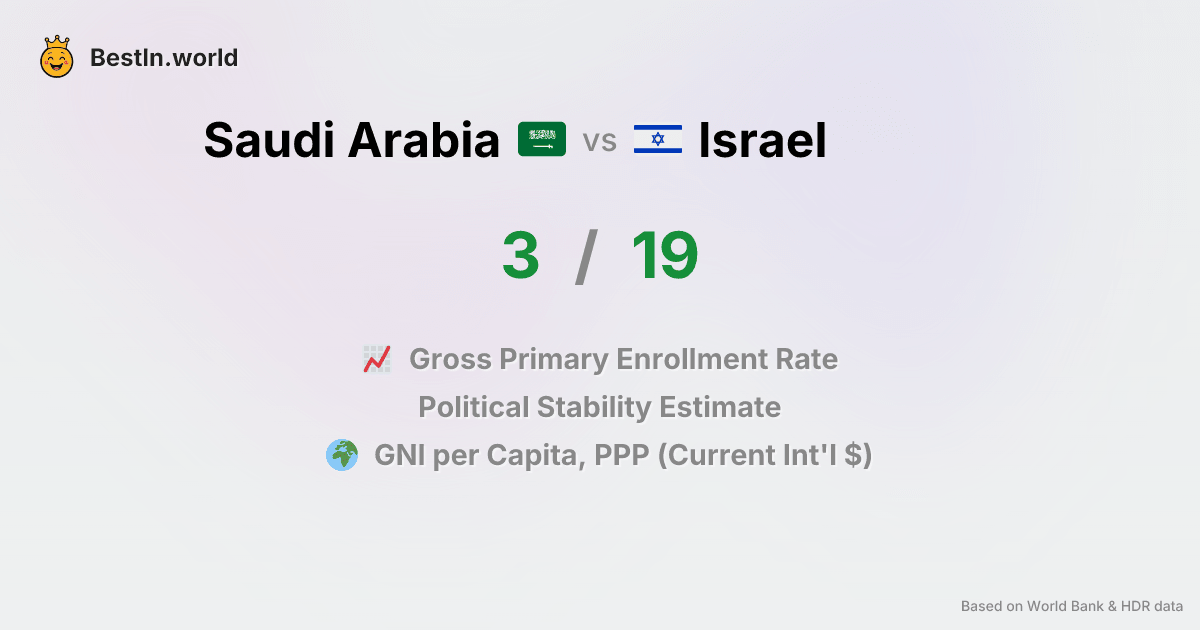 BestIn.world
Saudi Arabia vs Israel
3 / 19
Gross Primary Enrollment Rate
Political Stability Estimate
GNI per Capita, PPP (Current Int'l $)
Based on World Bank & HDR data